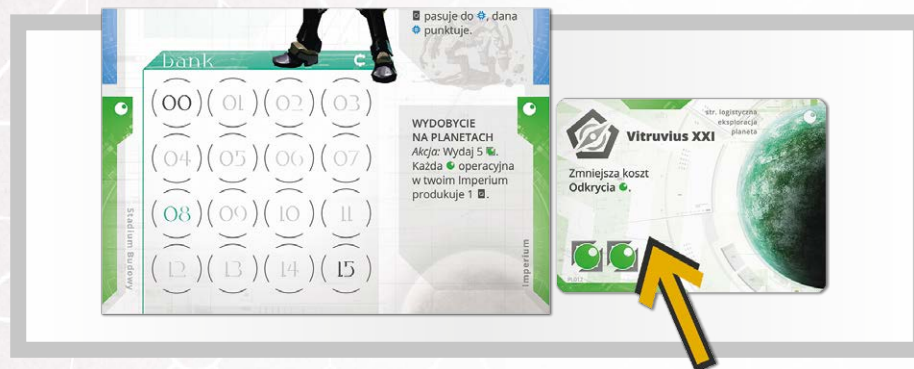 pasuje do , dana
punktuje.
bank
00 01 02 03
04 05 06 07
08 09 10 11
12 13 14 15
WYDOBYCIE
NA PLANETACH
Akcja: Wydaj 5 .
Każda operacyjna
w twoim Imperium
produkuje 1 .
Stadium Budowy
Imperium
str. logistyczna
eksploracja
planeta
Vitruvius XXI
Zmniejsza koszt
Odkrycia .